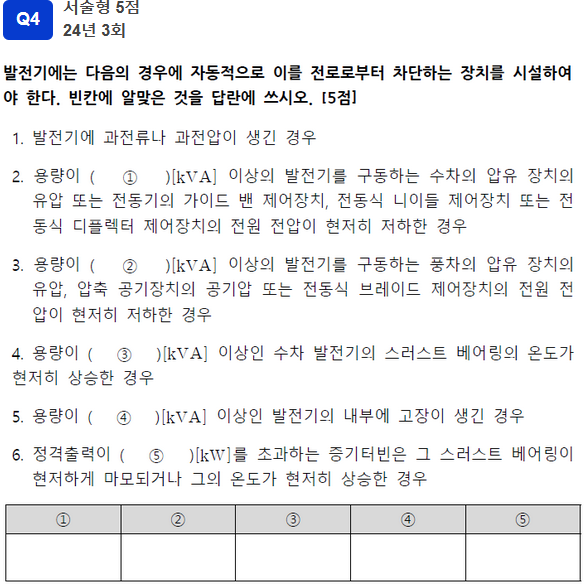 Q4
서술형 5점
24년 3회
발전기에는 다음의 경우에 자동적으로 이를 전로로부터 차단하는 장치를 시설하여
야 한다. 빈칸에 알맞은 것을 답란에 쓰시오. [5점]
1. 발전기에 과전류나 과전압이 생긴 경우
2. 용량이 ( ① )[kVA] 이상의 발전기를 구동하는 수차의 압유 장치의
유압 또는 전동기의 가이드 밴 제어장치, 전동식 니이들 제어장치 또는 전
동식 디플렉터 제어장치의 전원 전압이 현저히 저하한 경우
3. 용량이 ( ② )[kVA] 이상의 발전기를 구동하는 풍차의 압유 장치의
유압, 압축 공기장치의 공기압 또는 전동식 브레이드 제어장치의 전원 전
압이 현저히 저하한 경우
4. 용량이 ( ③ )[kVA] 이상인 수차 발전기의 스러스트 베어링의 온도가
현저히 상승한 경우
5. 용량이 ( ④ )[kVA] 이상인 발전기의 내부에 고장이 생긴 경우
6. 정격출력이 ( ⑤ )[kW]를 초과하는 증기터빈은 그 스러스트 베어링이
현저하게 마모되거나 그의 온도가 현저히 상승한 경우
① ② ③ ④ ⑤